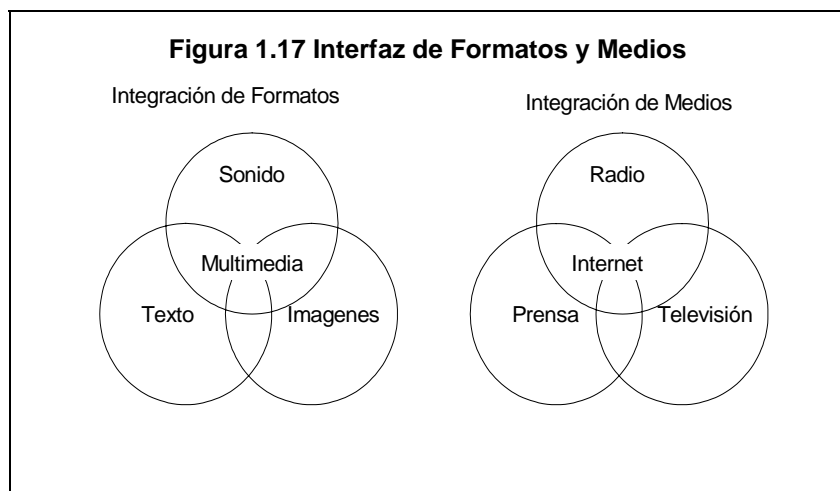 Figura 1.17 Interfaz de Formatos y Medios
Integración de Formatos
Sonido
Multimedia
Texto
Imagenes
Integración de Medios
Radio
Internet
Prensa
Televisión